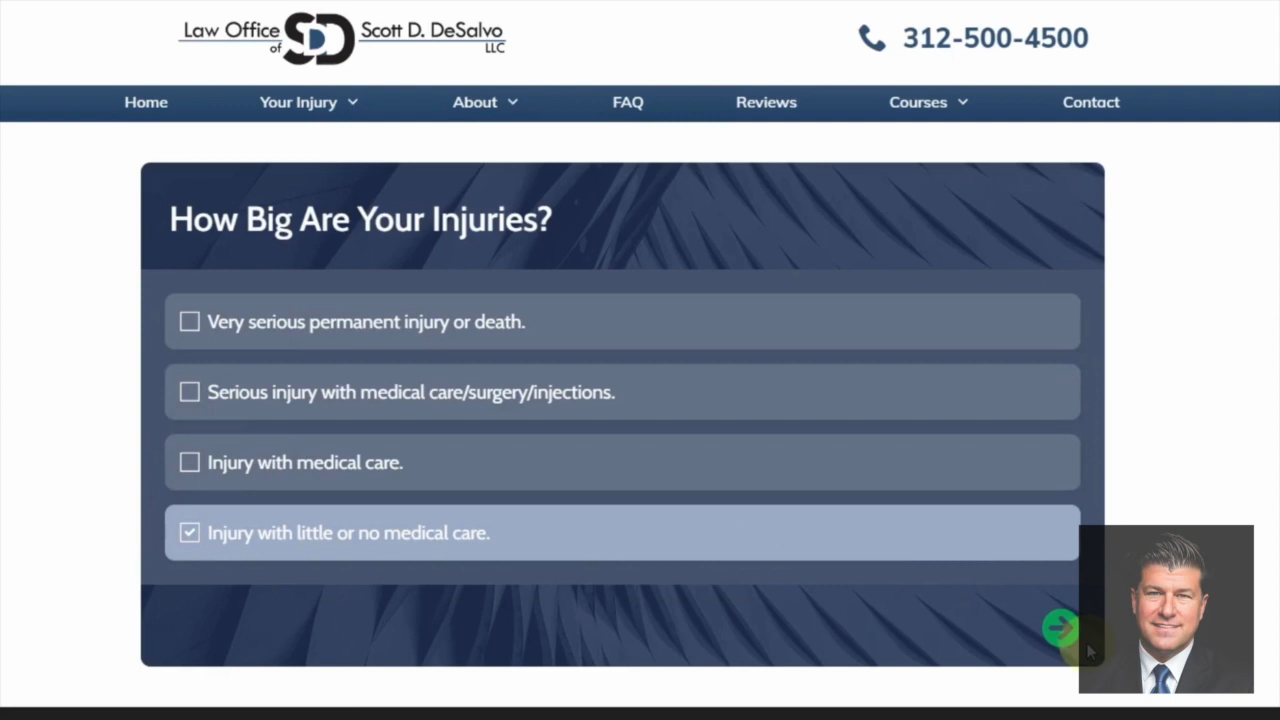 Law Office
of
SDD
Scott D. DeSalvo
LLC
312-500-4500
Home
Your Injury
About
FAQ
Reviews
Courses
Contact
How Big Are Your Injuries?
Very serious permanent injury or death.
Serious injury with medical care/surgery/injections.
Injury with medical care.
Injury with little or no medical care.